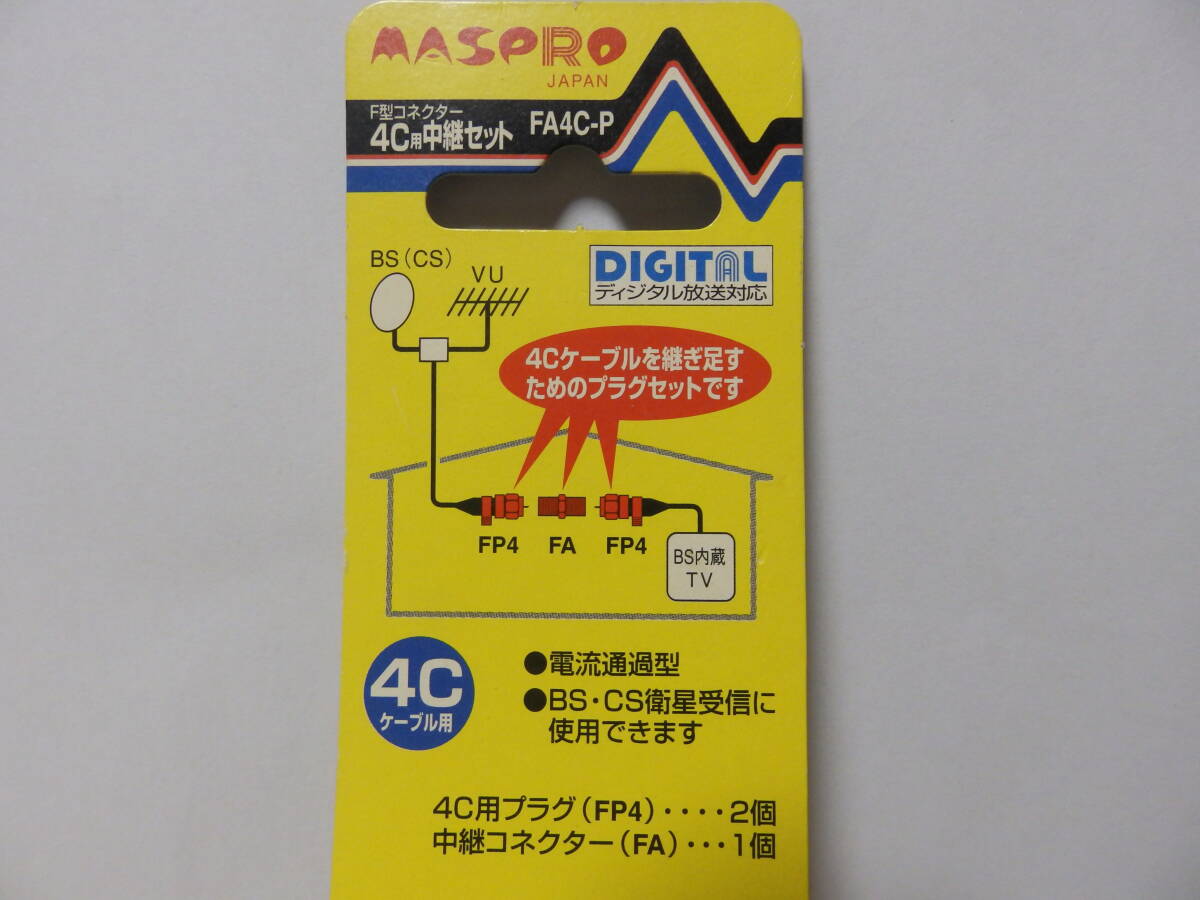 MASPRO
JAPAN
F型コネクター
4C用中継セット FA4C-P
BS(CS)
VU
DIGITAL
ディジタル放送対応
4Cケーブルを継ぎ足す
ためのプラグセットです
FP4 FA FP4
BS内蔵
TV
4C
ケーブル用
●電流通過型
●BS・CS衛星受信に
使用できます
4C用プラグ(FP4)・・・・2個
中継コネクター(FA)・・・1個